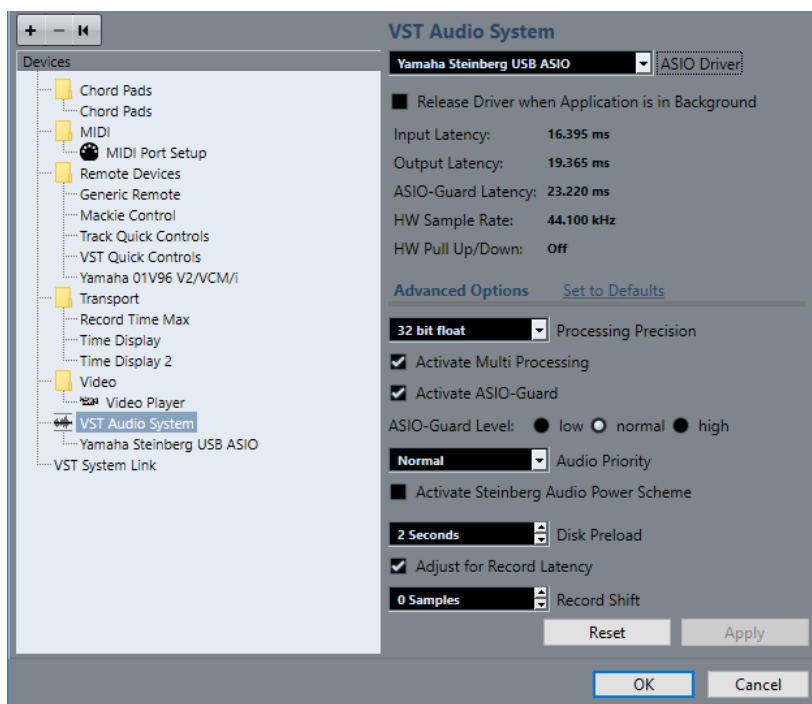 Devices
Chord Pads
Chord Pads
MIDI
MIDI Port Setup
Remote Devices
Generic Remote
Mackie Control
Track Quick Controls
VST Quick Controls
Yamaha 01V96 V2/VCM/i
Transport
Record Time Max
Time Display
Time Display 2
Video
Video Player
VST Audio System
Yamaha Steinberg USB ASIO
VST System Link
VST Audio System
Yamaha Steinberg USB ASIO ASIO Driver
Release Driver when Application is in Background
Input Latency: 16.395 ms
Output Latency: 19.365 ms
ASIO-Guard Latency: 23.220 ms
HW Sample Rate: 44.100 kHz
HW Pull Up/Down: Off
Advanced Options Set to Defaults
32 bit float Processing Precision
Activate Multi Processing
Activate ASIO-Guard
ASIO-Guard Level: low normal high
Normal Audio Priority
Activate Steinberg Audio Power Scheme
2 Seconds Disk Preload
Adjust for Record Latency
0 Samples Record Shift
Reset Apply
OK Cancel